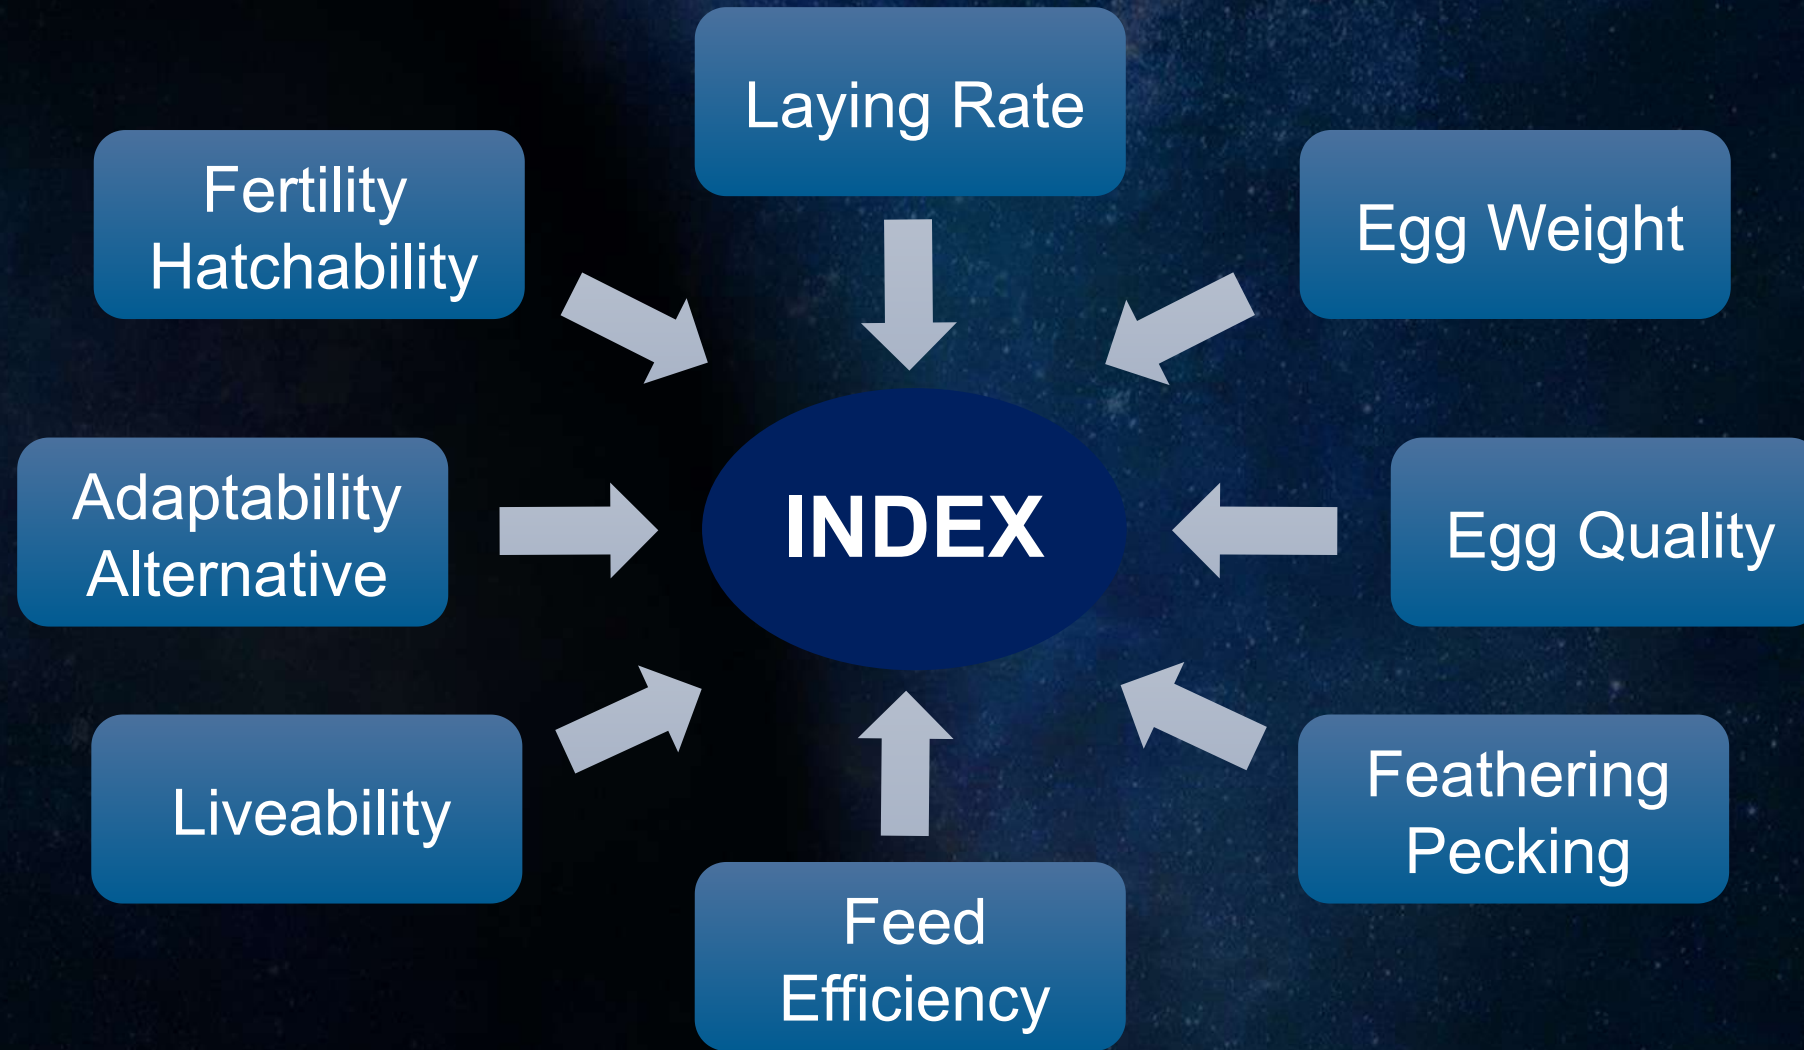 Laying Rate
Fertility
Hatchability
Egg Weight
Adaptability
Alternative
INDEX
Egg Quality
Liveability
Feathering
Pecking
Feed
Efficiency